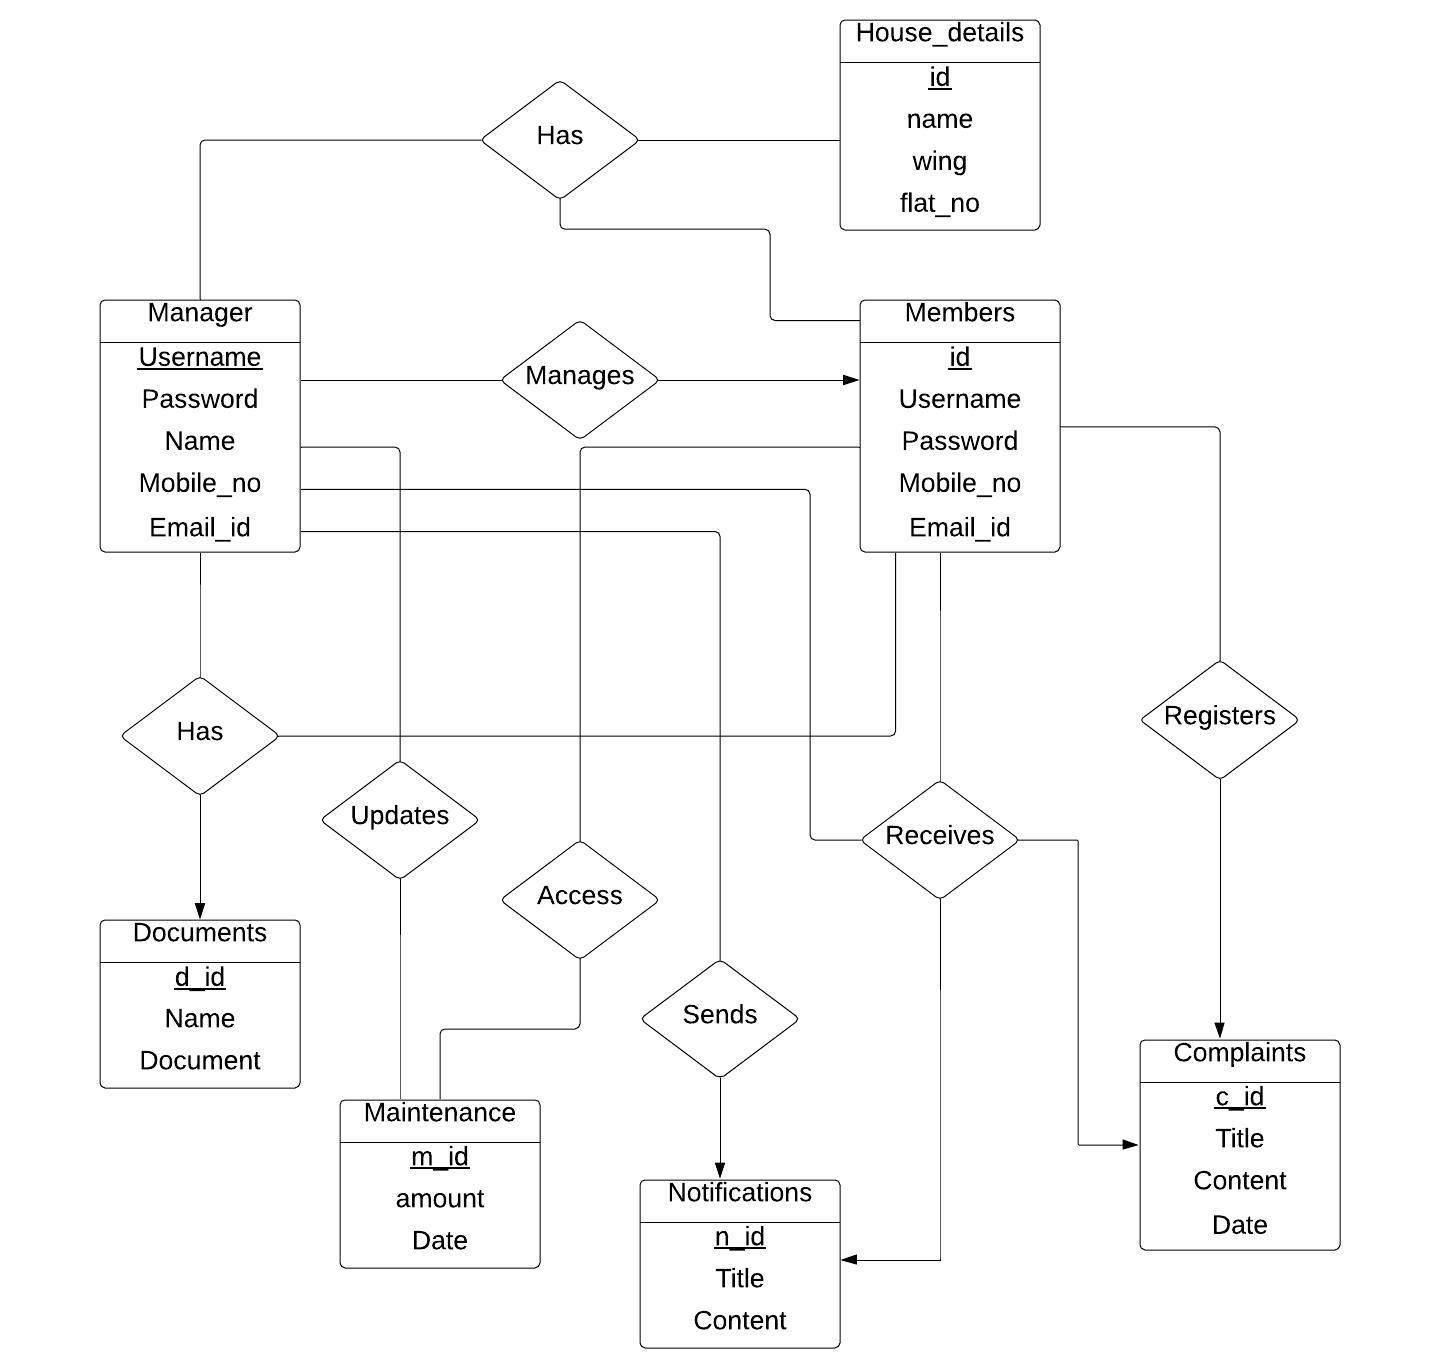 House_details
id
name
wing
flat_no
Has
Manager
Username
Password
Name
Mobile_no
Email_id
Manages
Members
id
Username
Password
Mobile_no
Email_id
Has
Updates
Access
Receives
Registers
Sends
Documents
d_id
Name
Document
Maintenance
m_id
amount
Date
Notifications
n_id
Title
Content
Complaints
c_id
Title
Content
Date